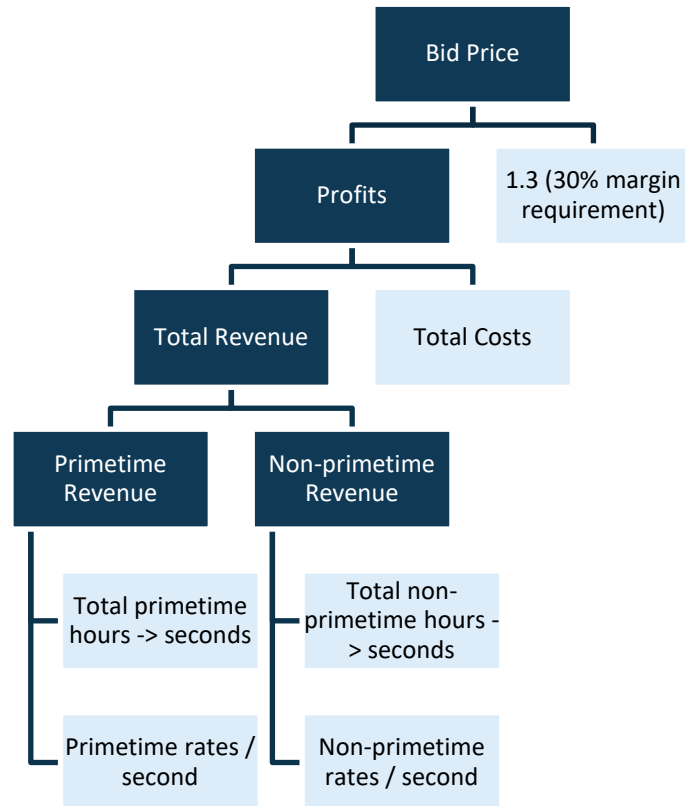 Bid Price
Profits
1.3 (30% margin
requirement)
Total Revenue
Total Costs
Primetime
Revenue
Non-primetime
Revenue
Total primetime
hours -> seconds
Total non-
primetime hours -
> seconds
Primetime rates /
second
Non-primetime
rates / second